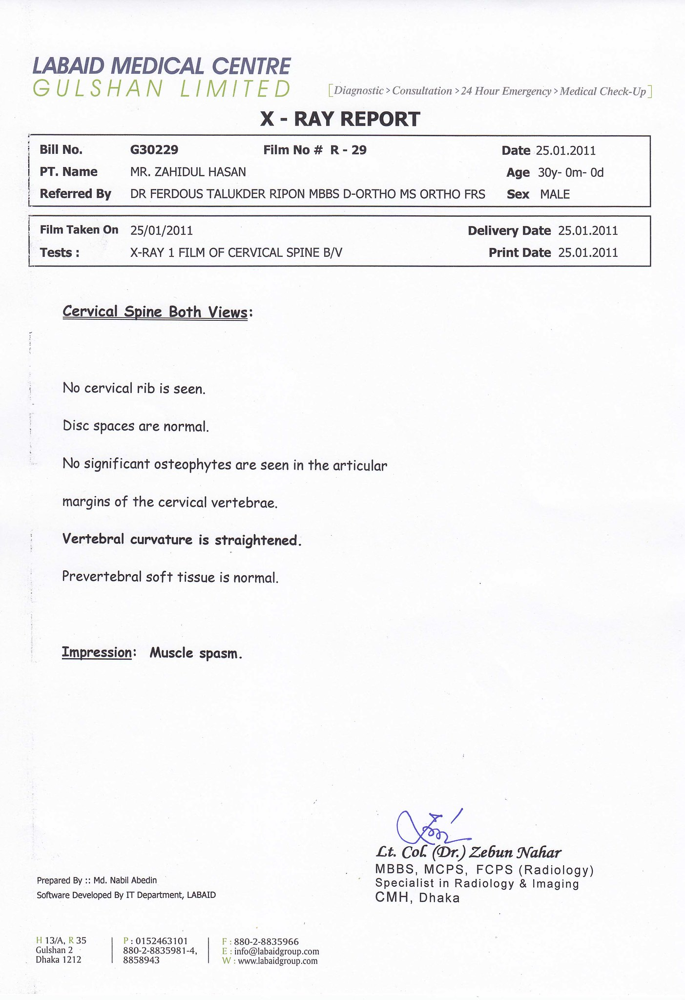 LABAID MEDICAL CENTRE
GULSHAN LIMITED
[Diagnostic > Consultation > 24 Hour Emergency > Medical Check-Up]
X - RAY REPORT
Bill No. G30229 Film No # R - 29 Date 25.01.2011
PT. Name MR. ZAHIDUL HASAN Age 30y- 0m- 0d
Referred By DR FERDOUS TALUKDER RIPON MBBS D-ORTHO MS ORTHO FRS Sex MALE
Film Taken On 25/01/2011 Delivery Date 25.01.2011
Tests : X-RAY 1 FILM OF CERVICAL SPINE B/V Print Date 25.01.2011
Cervical Spine Both Views:
No cervical rib is seen.
Disc spaces are normal.
No significant osteophytes are seen in the articular
margins of the cervical vertebrae.
Vertebral curvature is straightened.
Prevertebral soft tissue is normal.
Impression: Muscle spasm.
Lt. Col. (Dr.) Zebun Nahar
MBBS, MCPS, FCPS (Radiology)
Specialist in Radiology & Imaging
CMH, Dhaka
Prepared By :: Md. Nabil Abedin
Software Developed By IT Department, LABAID
H 13/A, R 35
Gulshan 2
Dhaka 1212
P : 0152463101
880-2-8835981-4,
8858943
F : 880-2-8835966
E : info@labaidgroup.com
W : www.labaidgroup.com